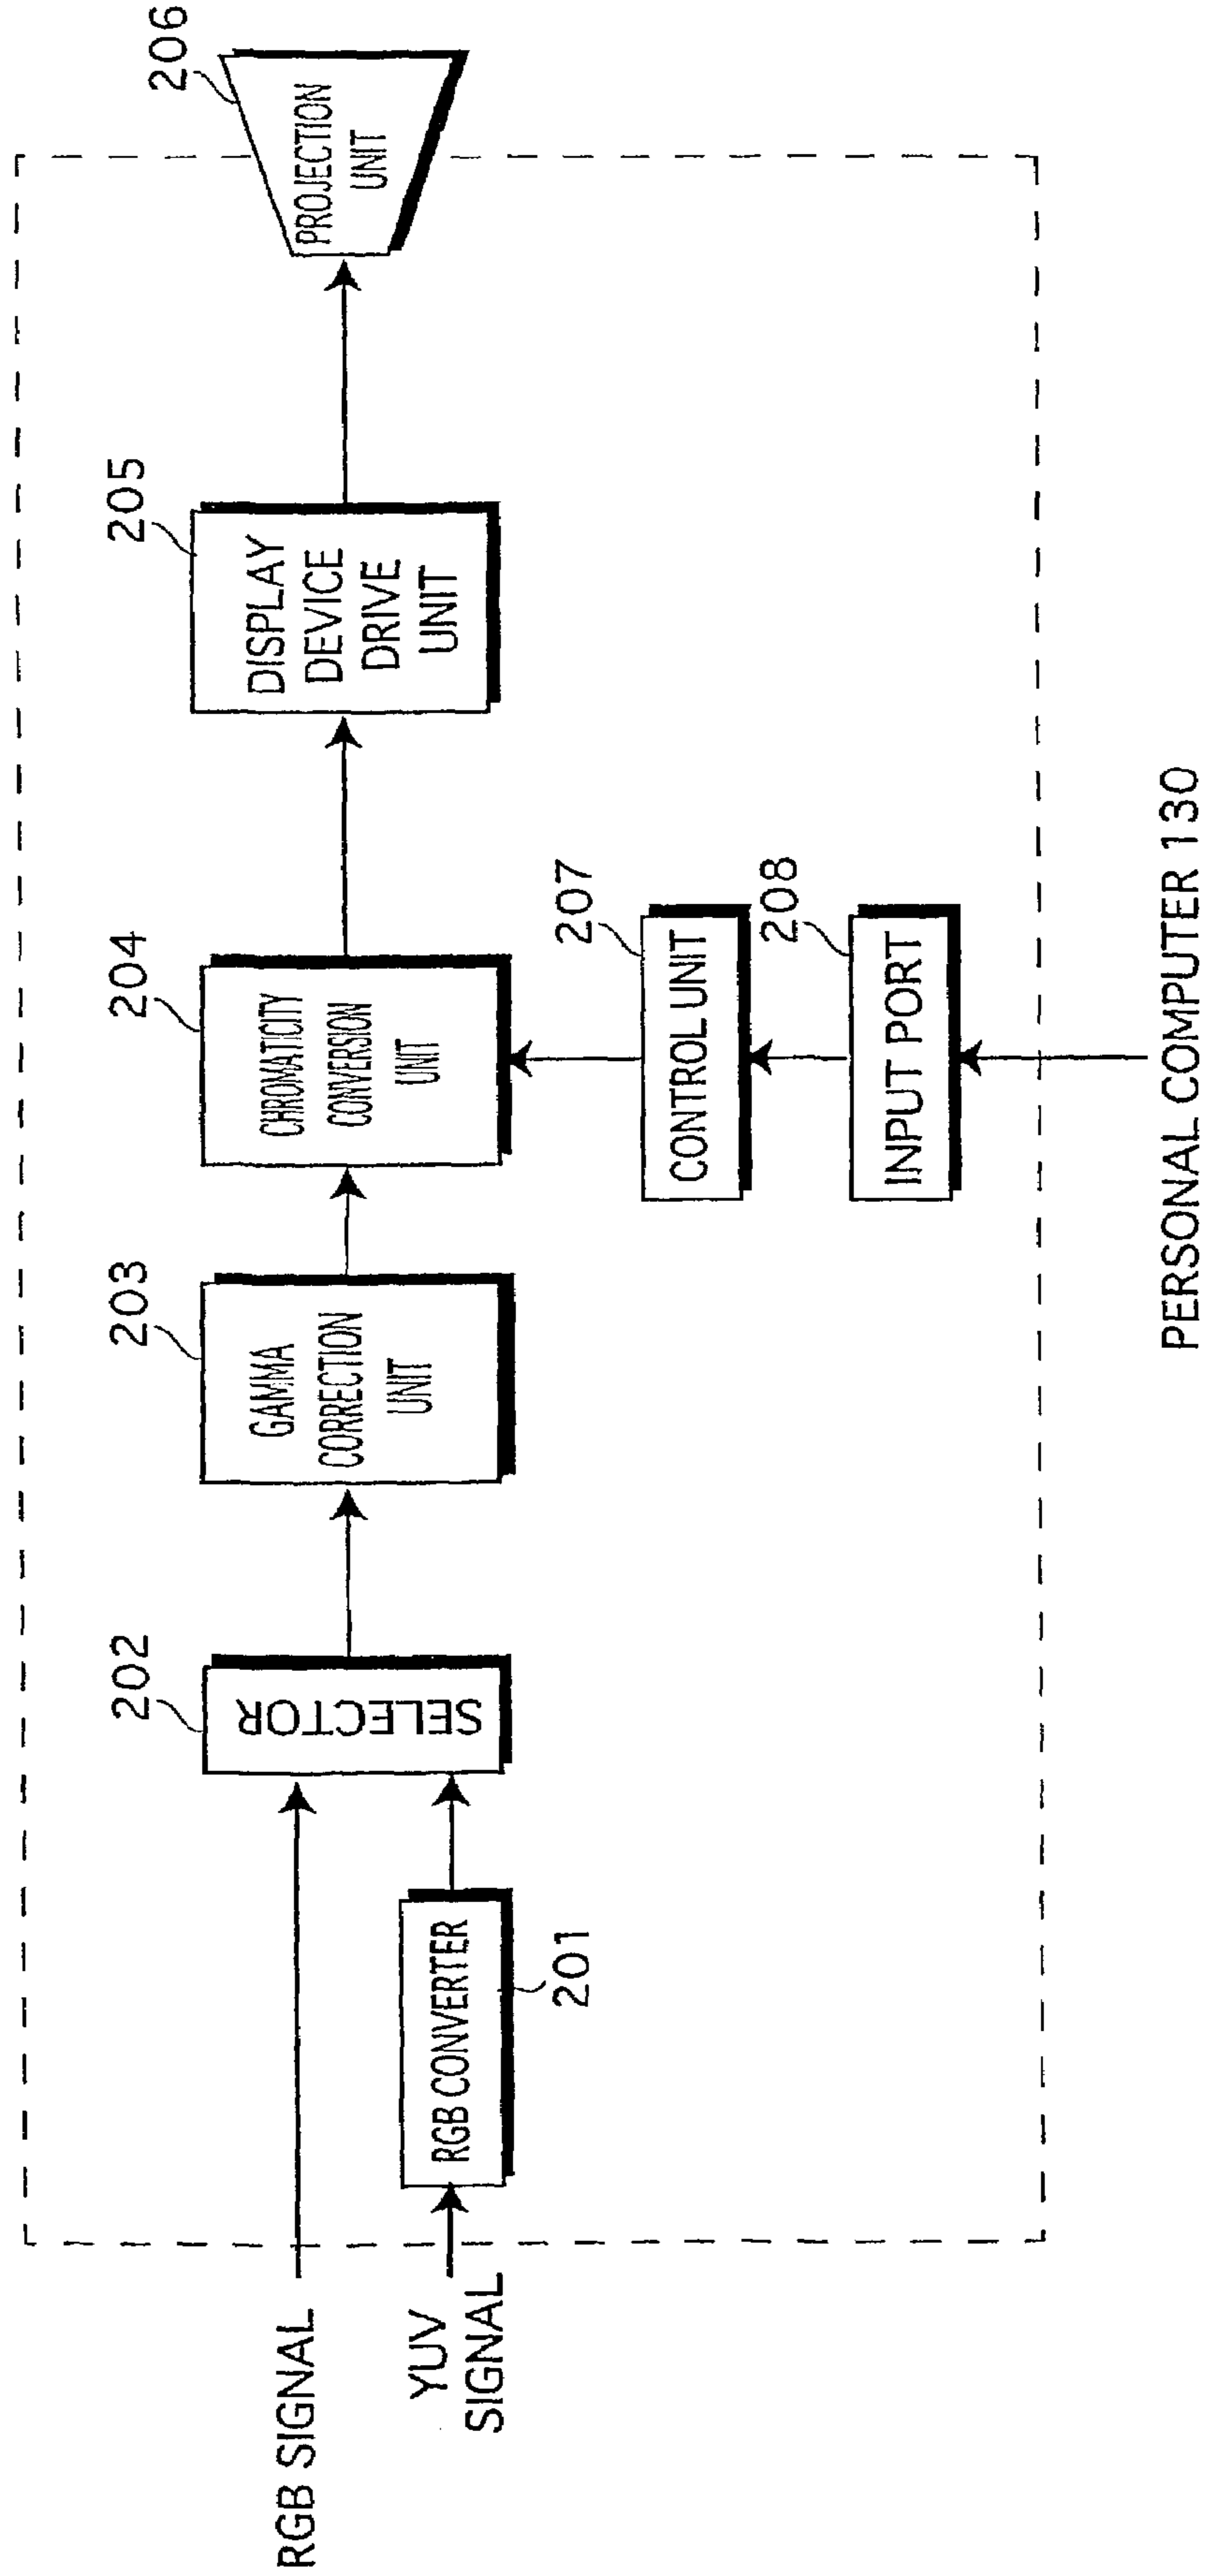 RGB SIGNAL
YUV
SIGNAL
RGB CONVERTER
201
202
SELECTOR
203
GAMMA
CORRECTION
UNIT
204
CHROMATICITY
CONVERSION
UNIT
205
DISPLAY
DEVICE
DRIVE
UNIT
206
PROJECTION
UNIT
207
CONTROL UNIT
208
INPUT PORT
PERSONAL COMPUTER 130